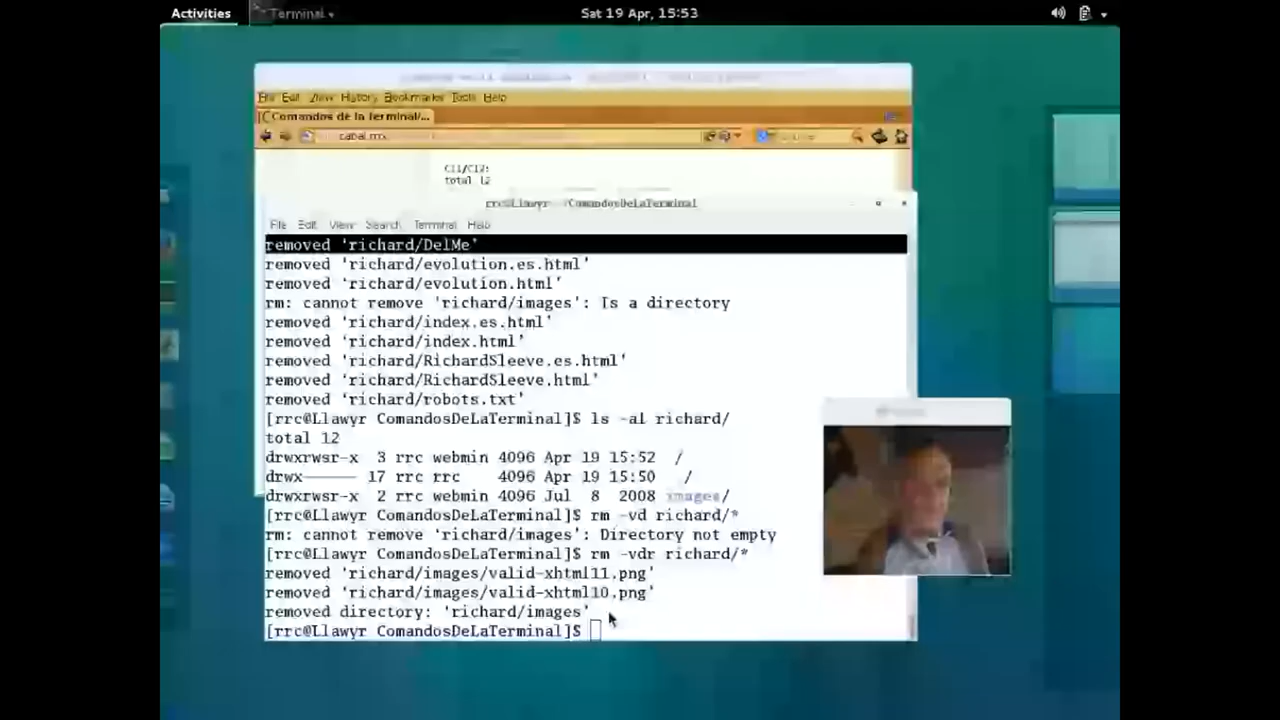 Activities
Terminal
Sat 19 Apr, 15:53
File Edit View History Bookmarks Tools Help
Comandos de la Terminal/...
C11/C12:
total 12
rrc@Llawyr:~/ComandosDeLaTerminal
File Edit View Search Terminal Help
removed 'richard/DelMe'
removed 'richard/evolution.es.html'
removed 'richard/evolution.html'
rm: cannot remove 'richard/images': Is a directory
removed 'richard/index.es.html'
removed 'richard/index.html'
removed 'richard/RichardSleeve.es.html'
removed 'richard/RichardSleeve.html'
removed 'richard/robots.txt'
[rrc@Llawyr ComandosDeLaTerminal]$ ls -al richard/
total 12
drwxrwsr-x 3 rrc webmin 4096 Apr 19 15:52 /
drwx------ 17 rrc rrc 4096 Apr 19 15:50 /
drwxrwsr-x 2 rrc webmin 4096 Jul 8 2008 images/
[rrc@Llawyr ComandosDeLaTerminal]$ rm -vd richard/*
rm: cannot remove 'richard/images': Directory not empty
[rrc@Llawyr ComandosDeLaTerminal]$ rm -vdr richard/*
removed 'richard/images/valid-xhtml11.png'
removed 'richard/images/valid-xhtml10.png'
removed directory: 'richard/images'
[rrc@Llawyr ComandosDeLaTerminal]$